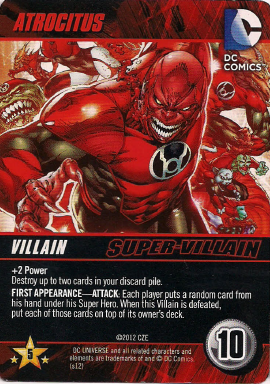 ATROCITUS
DC
DC
COMICS™
VILLAIN
SUPER-VILLAIN
+2 Power
Destroy up to two cards in your discard pile.
FIRST APPEARANCE—ATTACK: Each player puts a random card from
his hand under his Super Hero. When this Villain is defeated,
put each of those cards on top of its owner's deck.
©2012 CZE
5
DC UNIVERSE and all related characters and
elements are trademarks of and © DC Comics.
(s12)
10